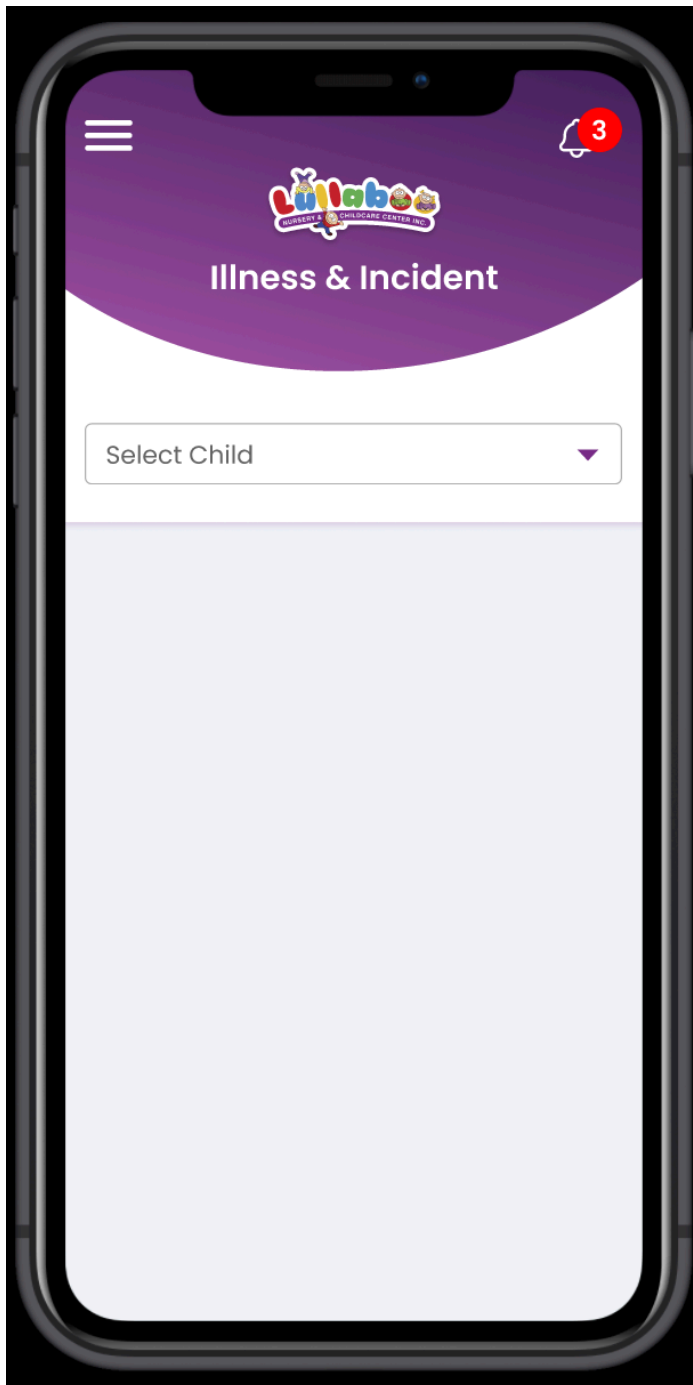 3
Lullaboo
NURSERY & CHILDCARE CENTER INC.
Illness & Incident
Select Child